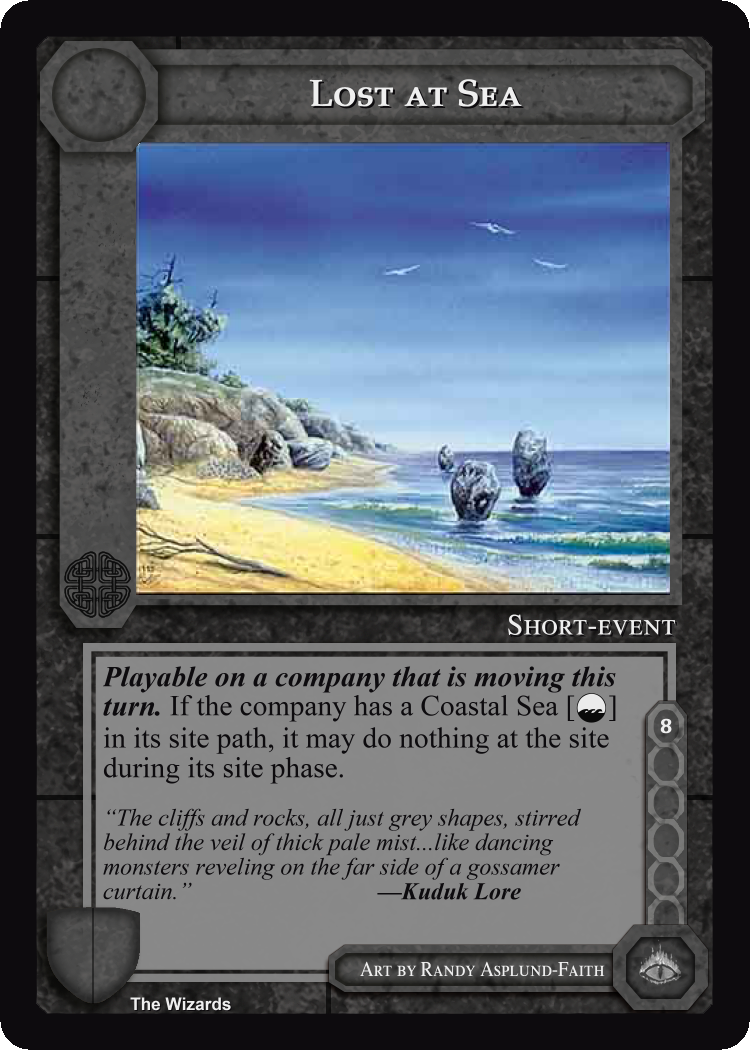 Lost at Sea
Short-event
Playable on a company that is moving this
turn. If the company has a Coastal Sea [ ]
in its site path, it may do nothing at the site
during its site phase.
8
“The cliffs and rocks, all just grey shapes, stirred
behind the veil of thick pale mist...like dancing
monsters reveling on the far side of a gossamer
curtain.” —Kuduk Lore
Art by Randy Asplund-Faith
The Wizards